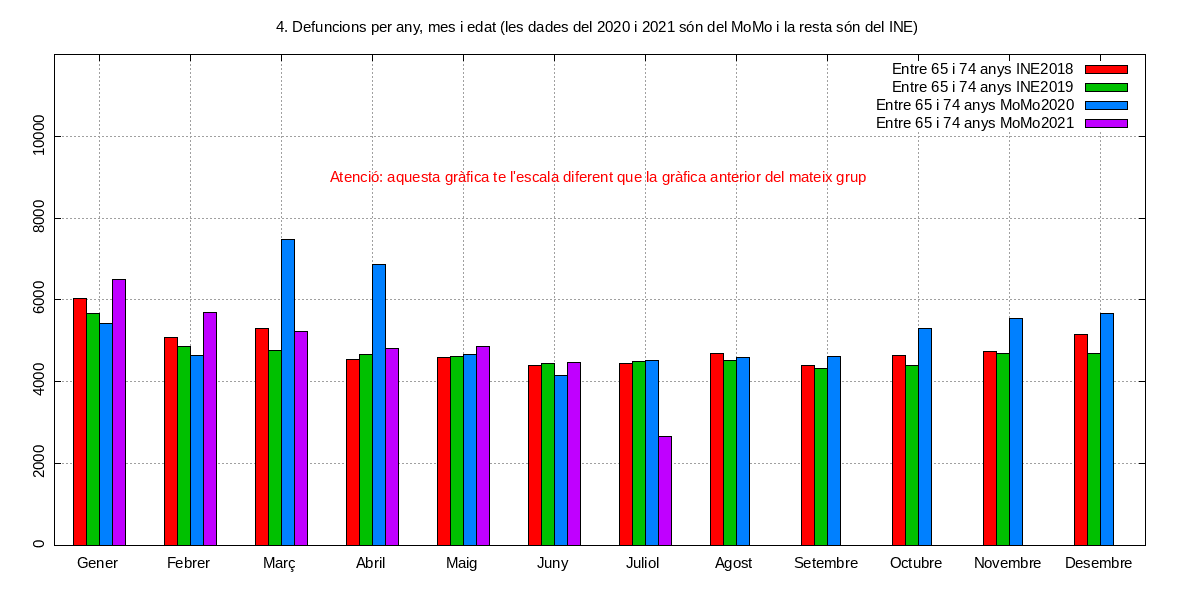 4. Defuncions per any, mes i edat (les dades del 2020 i 2021 són del MoMo i la resta són del INE)
Entre 65 i 74 anys INE2018
Entre 65 i 74 anys INE2019
Entre 65 i 74 anys MoMo2020
Entre 65 i 74 anys MoMo2021
Atenció: aquesta gràfica te l'escala diferent que la gràfica anterior del mateix grup
10000
8000
6000
4000
2000
0
Gener Febrer Març Abril Maig Juny Juliol Agost Setembre Octubre Novembre Desembre